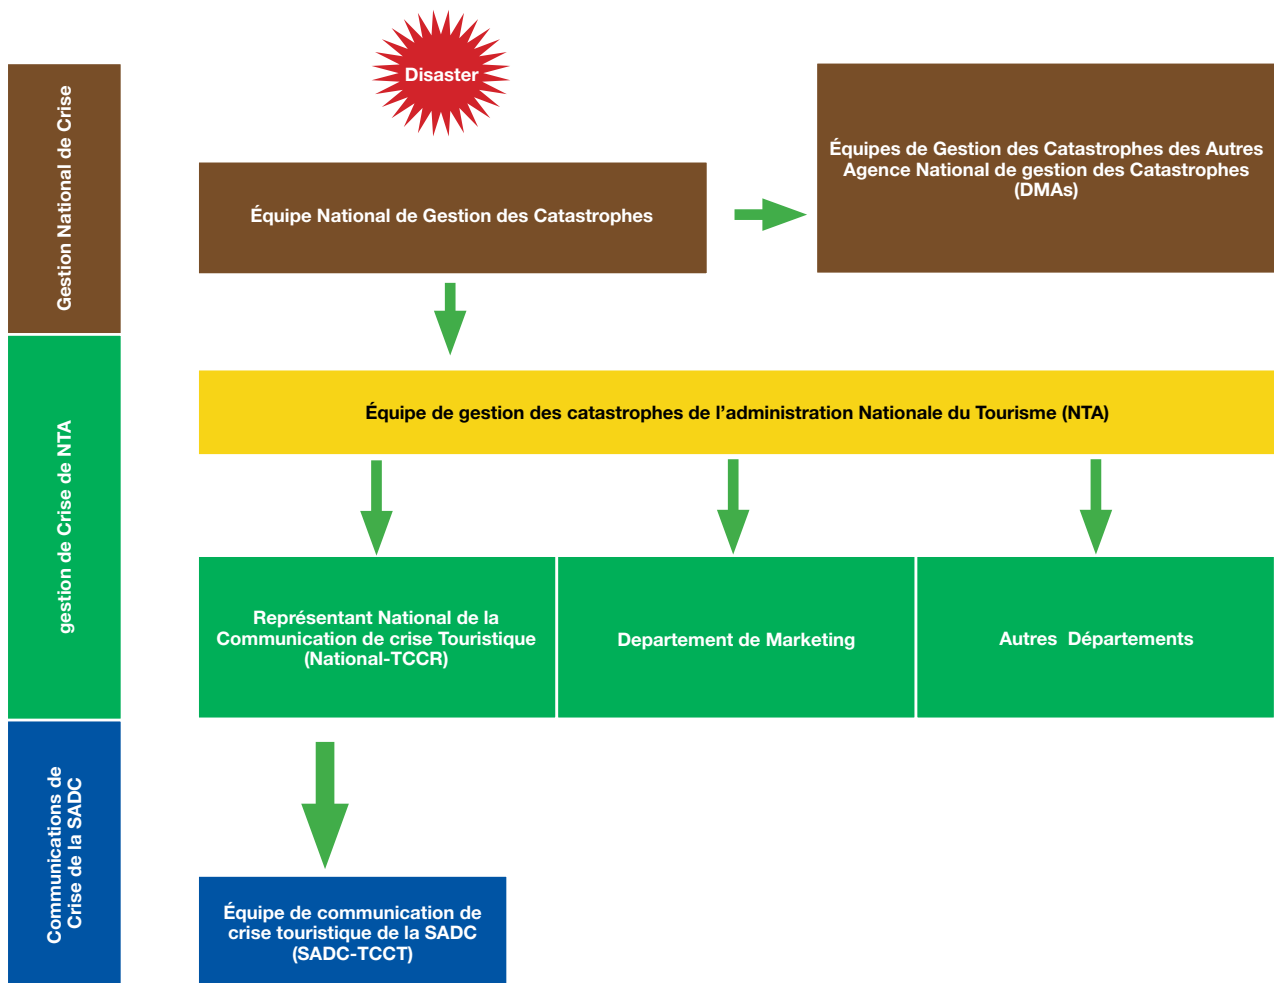 Disaster
Gestion National de Crise
Équipe National de Gestion des Catastrophes
Équipes de Gestion des Catastrophes des Autres
Agence National de gestion des Catastrophes
(DMAs)
gestion de Crise de NTA
Équipe de gestion des catastrophes de l’administration Nationale du Tourisme (NTA)
Représentant National de la
Communication de crise Touristique
(National-TCCR)
Departement de Marketing
Autres Départements
Communications de
Crise de la SADC
Équipe de communication de
crise touristique de la SADC
(SADC-TCCT)